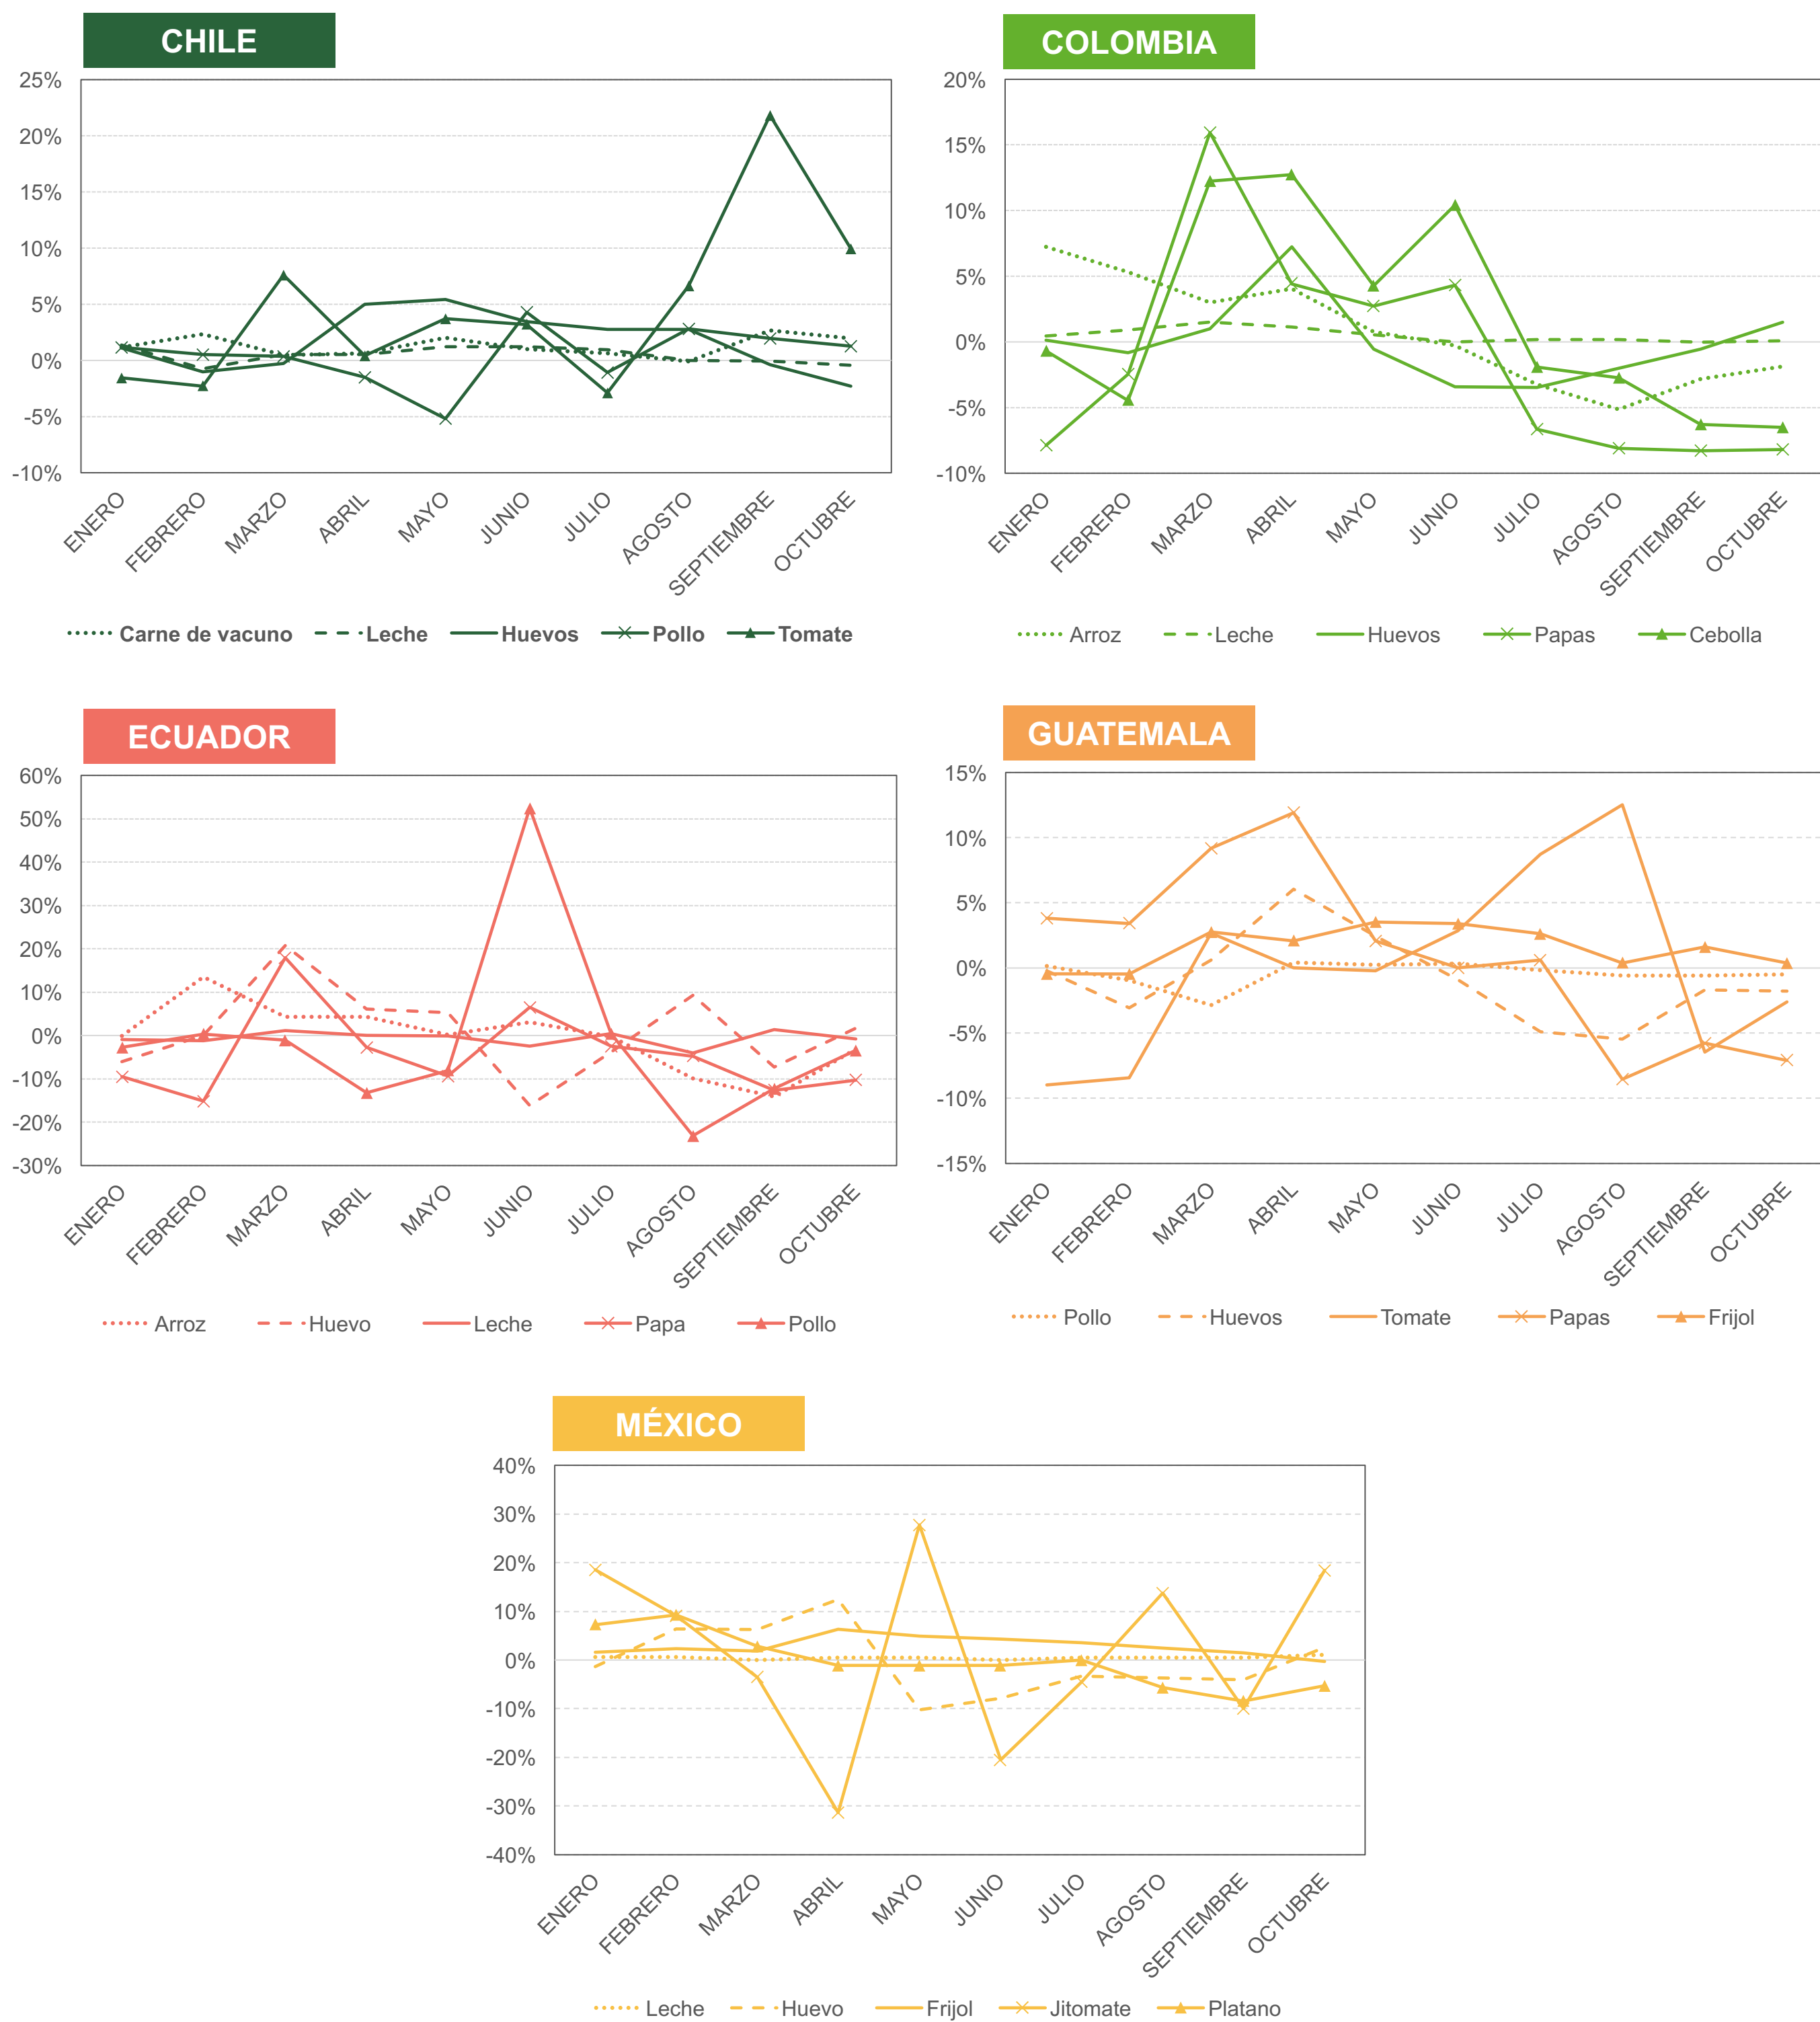 CHILE
25%
20%
15%
10%
5%
0%
-5%
-10%
ENERO
FEBRERO
MARZO
ABRIL
MAYO
JUNIO
JULIO
AGOSTO
SEPTIEMBRE
OCTUBRE
Carne de vacuno Leche Huevos Pollo Tomate
COLOMBIA
20%
15%
10%
5%
0%
-5%
-10%
ENERO
FEBRERO
MARZO
ABRIL
MAYO
JUNIO
JULIO
AGOSTO
SEPTIEMBRE
OCTUBRE
Arroz Leche Huevos Papas Cebolla
ECUADOR
60%
50%
40%
30%
20%
10%
0%
-10%
-20%
-30%
ENERO
FEBRERO
MARZO
ABRIL
MAYO
JUNIO
JULIO
AGOSTO
SEPTIEMBRE
OCTUBRE
Arroz Huevo Leche Papa Pollo
GUATEMALA
15%
10%
5%
0%
-5%
-10%
-15%
ENERO
FEBRERO
MARZO
ABRIL
MAYO
JUNIO
JULIO
AGOSTO
SEPTIEMBRE
OCTUBRE
Pollo Huevos Tomate Papas Frijol
MÉXICO
40%
30%
20%
10%
0%
-10%
-20%
-30%
-40%
ENERO
FEBRERO
MARZO
ABRIL
MAYO
JUNIO
JULIO
AGOSTO
SEPTIEMBRE
OCTUBRE
Leche Huevo Frijol Jitomate Platano